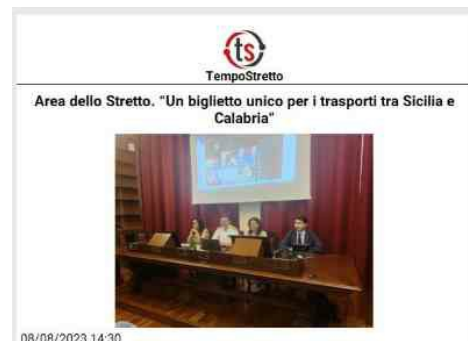 ts
TempoStretto
Area dello Stretto. "Un biglietto unico per i trasporti tra Sicilia e
Calabria"
08/08/2023 14:30